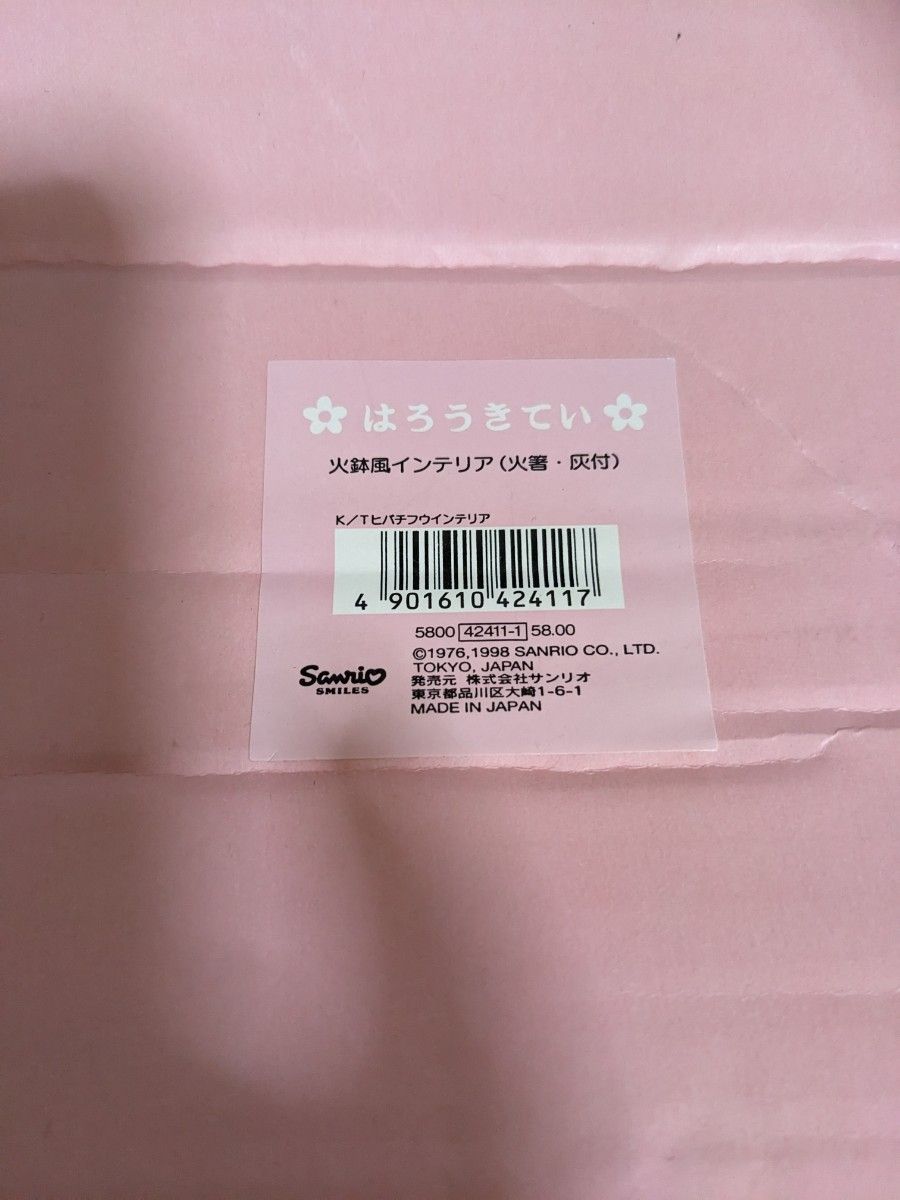 はろうきてい
火鉢風インテリア(火箸・灰付)
K/Tヒバチフウインテリア
4 901610 424117
5800 42411-1 58.00
©1976,1998 SANRIO CO., LTD.
TOKYO, JAPAN
Sanrio
SMILES
発売元 株式会社サンリオ
東京都品川区大崎1-6-1
MADE IN JAPAN